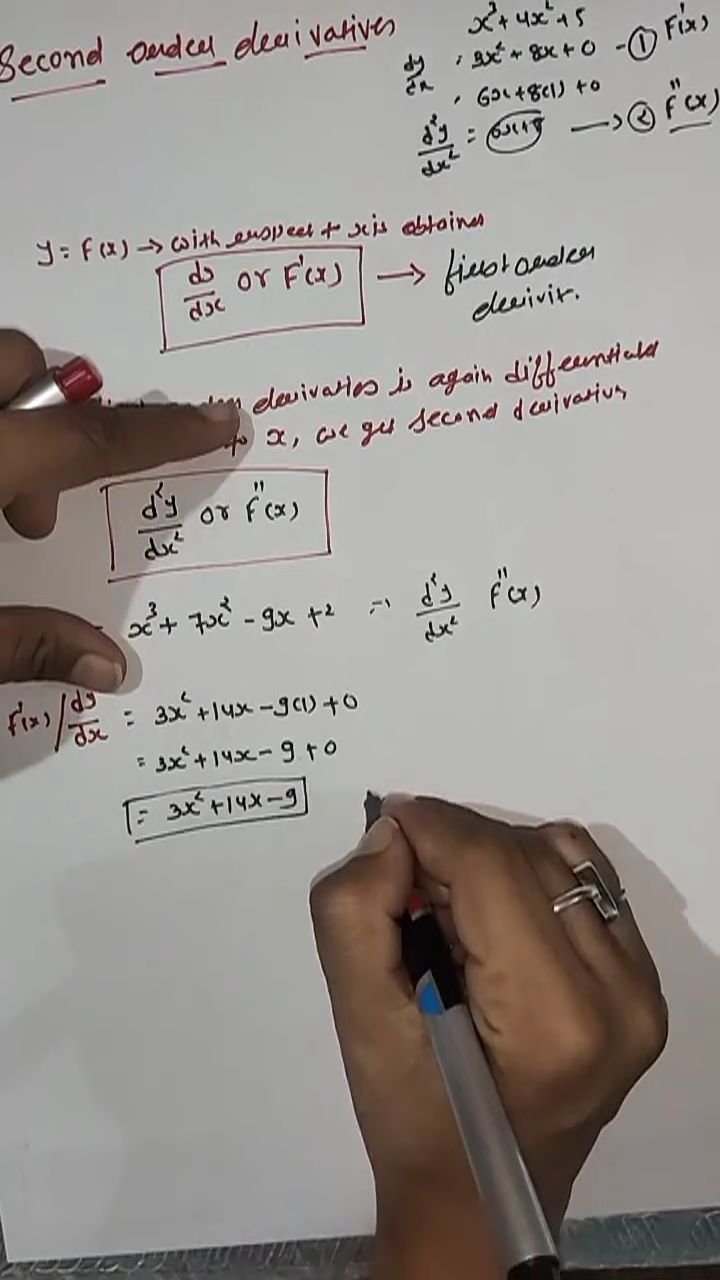 Second order derivatives
x³ + 4x² + 5
dy/dx : 3x² + 8x + 0 - ① F'(x)
, 6x + 8(1) + 0
d²y/dx² = 6x+8 → ② F''(x)
y = F(x) → with respect to x is obtained
dy/dx or F'(x) → first order
derivit.
derivaties is again differentiated
to x, we get second derivative
d²y/dx² or F''(x)
x³ + 7x² - 9x + 2 ⇒ d²y/dx² F''(x)
F'(x) / dy/dx = 3x² + 14x - 9(1) + 0
= 3x² + 14x - 9 + 0
= 3x² + 14x - 9